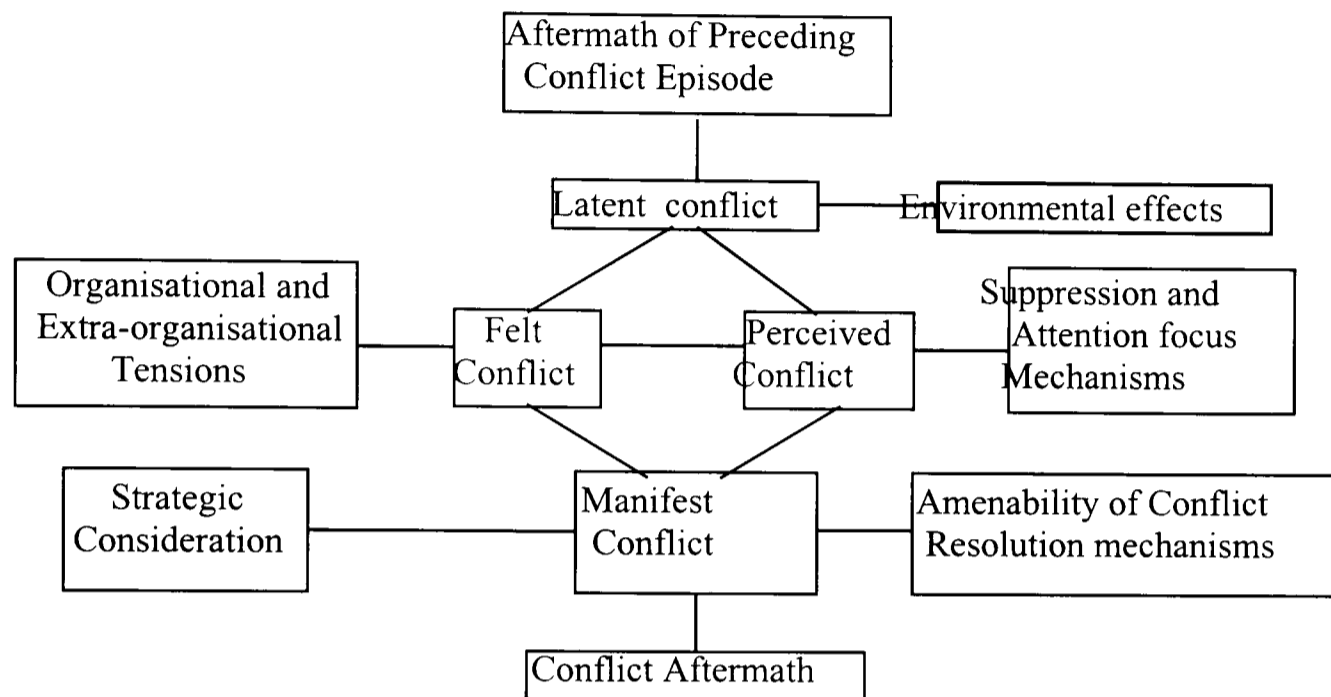 Aftermath of Preceding
Conflict Episode
Latent conflict
Environmental effects
Organisational and
Extra-organisational
Tensions
Felt
Conflict
Perceived
Conflict
Suppression and
Attention focus
Mechanisms
Strategic
Consideration
Manifest
Conflict
Amenability of Conflict
Resolution mechanisms
Conflict Aftermath